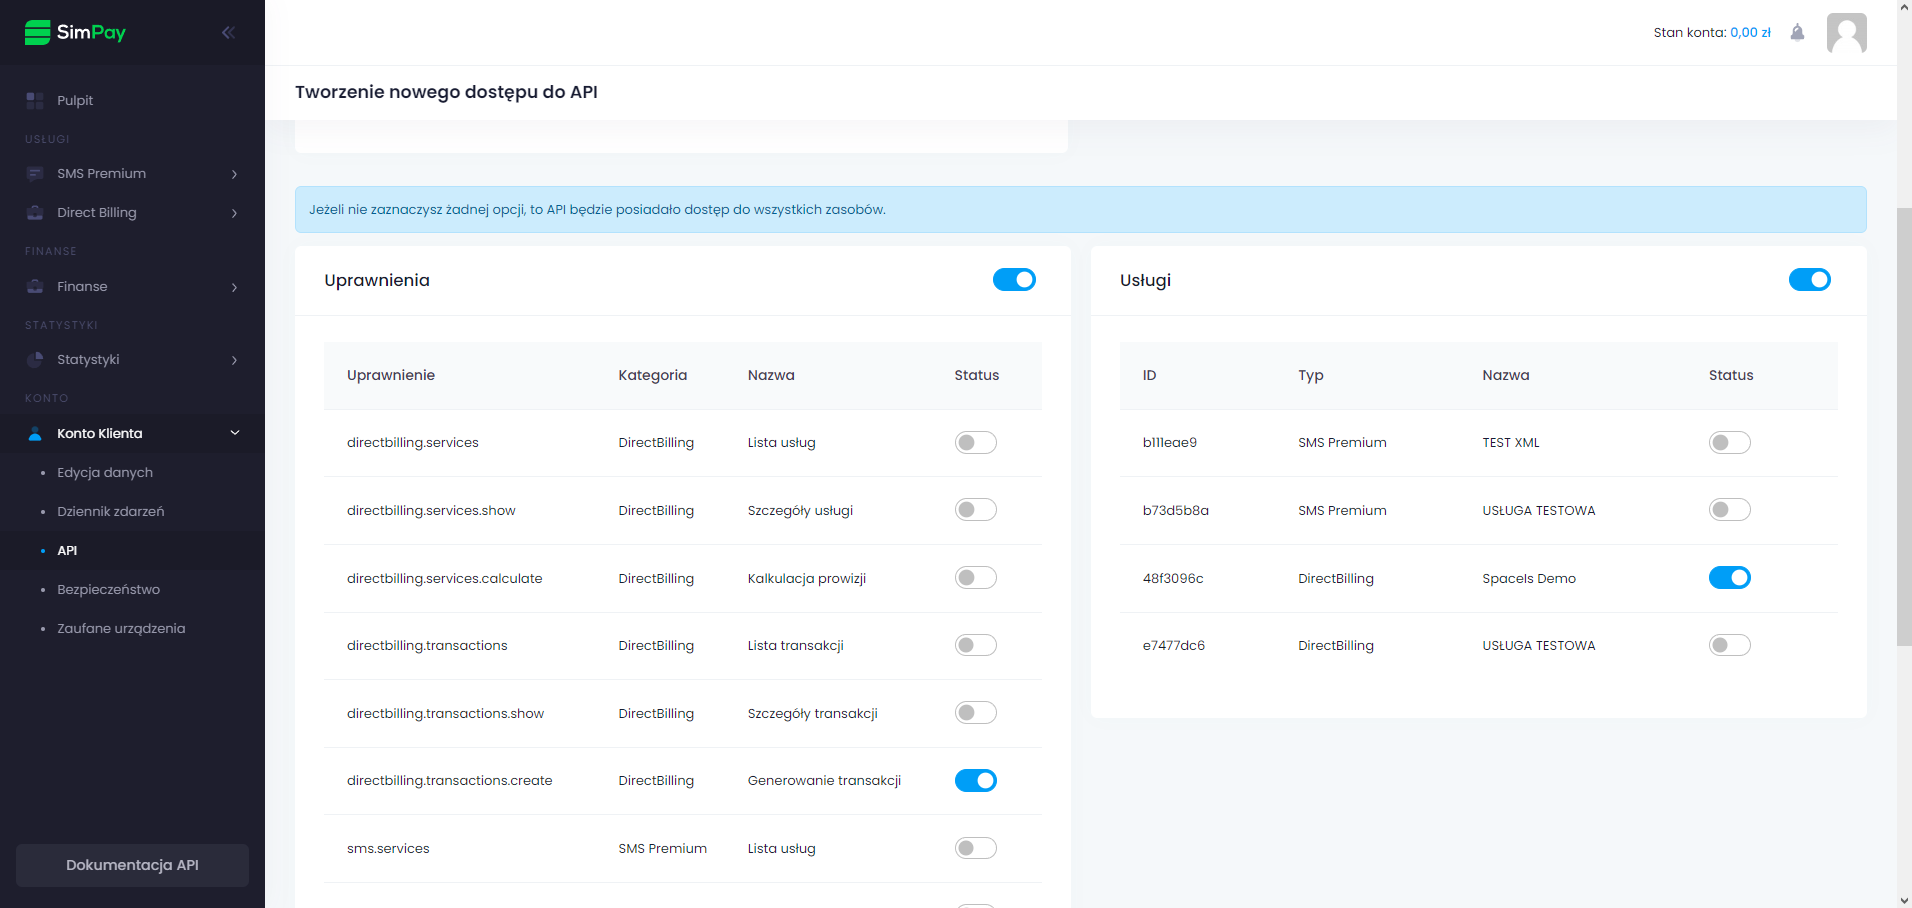 SimPay
Stan konta: 0,00 zł
Tworzenie nowego dostępu do API
Pulpit
USŁUGI
SMS Premium
Direct Billing
FINANSE
Finanse
STATYSTYKI
Statystyki
KONTO
Konto Klienta
Edycja danych
Dziennik zdarzeń
API
Bezpieczeństwo
Zaufane urządzenia
Dokumentacja API
Jeżeli nie zaznaczysz żadnej opcji, to API będzie posiadało dostęp do wszystkich zasobów.
Uprawnienia
Uprawnienie Kategoria Nazwa Status
directbilling.services DirectBilling Lista usług
directbilling.services.show DirectBilling Szczegóły usługi
directbilling.services.calculate DirectBilling Kalkulacja prowizji
directbilling.transactions DirectBilling Lista transakcji
directbilling.transactions.show DirectBilling Szczegóły transakcji
directbilling.transactions.create DirectBilling Generowanie transakcji
sms.services SMS Premium Lista usług
Usługi
ID Typ Nazwa Status
b111eae9 SMS Premium TEST XML
b73d5b8a SMS Premium USŁUGA TESTOWA
48f3096c DirectBilling SpaceIs Demo
e7477dc6 DirectBilling USŁUGA TESTOWA